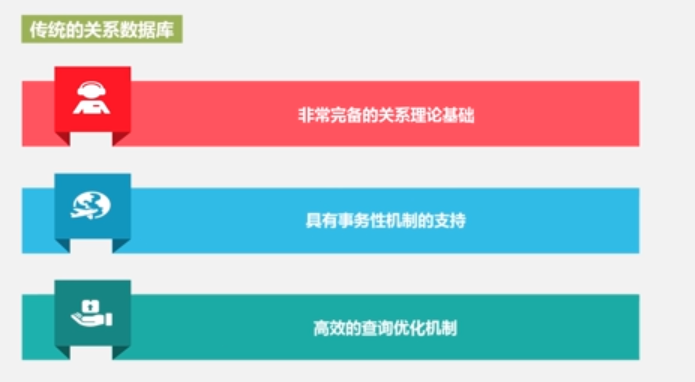 传统的关系数据库
非常完备的关系理论基础
具有事务性机制的支持
高效的查询优化机制